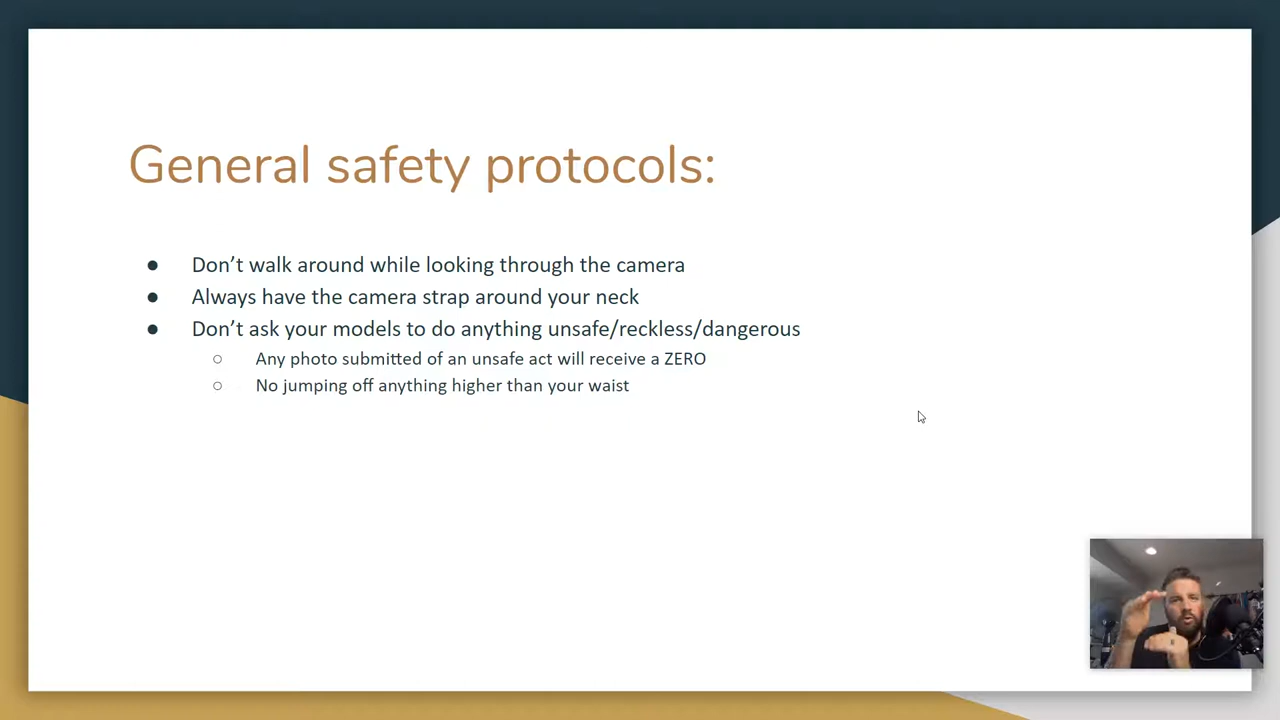 General safety protocols:
● Don’t walk around while looking through the camera
● Always have the camera strap around your neck
● Don’t ask your models to do anything unsafe/reckless/dangerous
○ Any photo submitted of an unsafe act will receive a ZERO
○ No jumping off anything higher than your waist